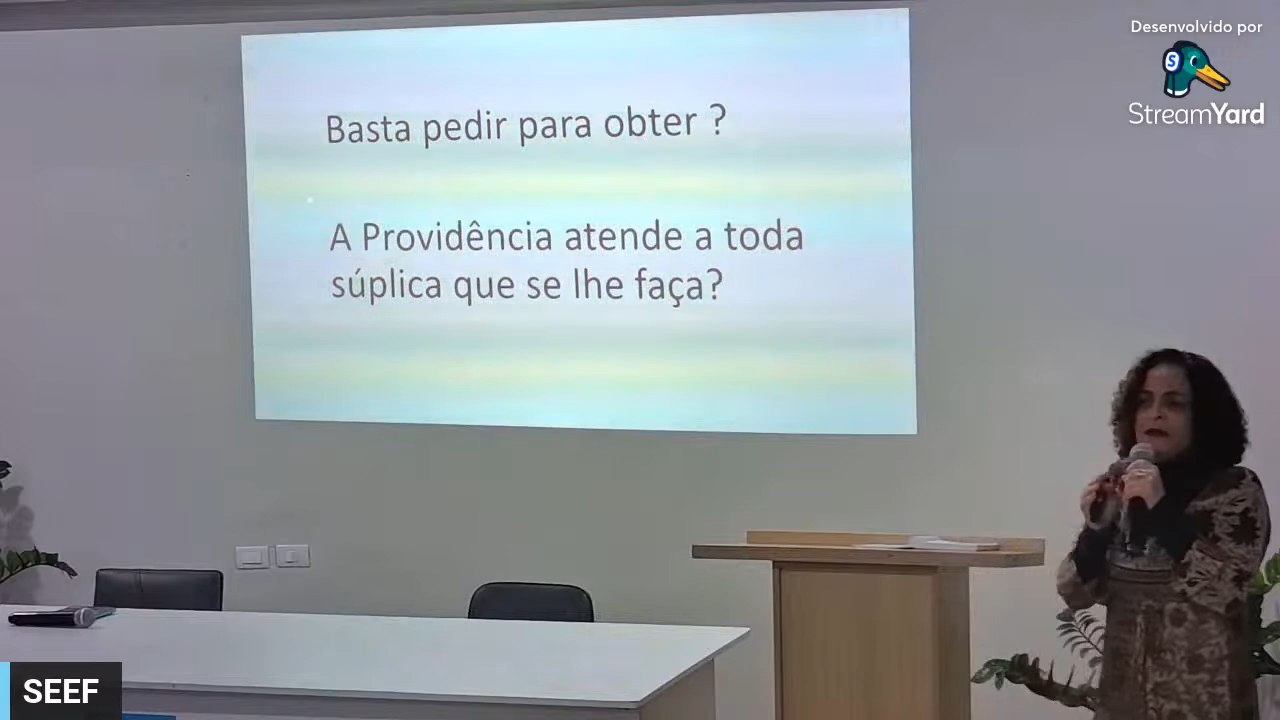 Desenvolvido por
S
StreamYard
Basta pedir para obter ?
A Providência atende a toda
súplica que se lhe faça?
SEEF